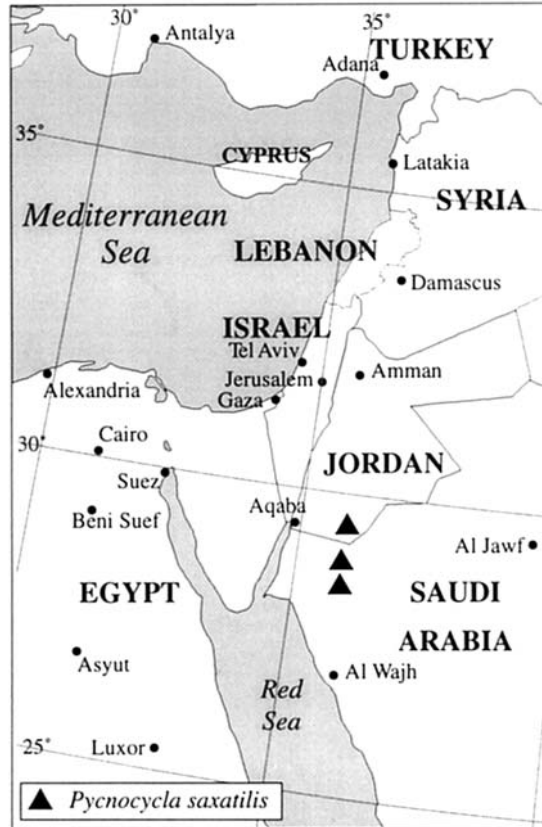 30°
35°
Antalya
TURKEY
Adana
35°
CYPRUS
Latakia
SYRIA
Mediterranean
Sea
LEBANON
Damascus
ISRAEL
Tel Aviv
Jerusalem
Amman
Alexandria
Gaza
30°
Cairo
JORDAN
Suez
Aqaba
Beni Suef
Al Jawf
EGYPT
SAUDI
ARABIA
Asyut
Al Wajh
Red
Sea
25°
Luxor
Pycnocycla saxatilis